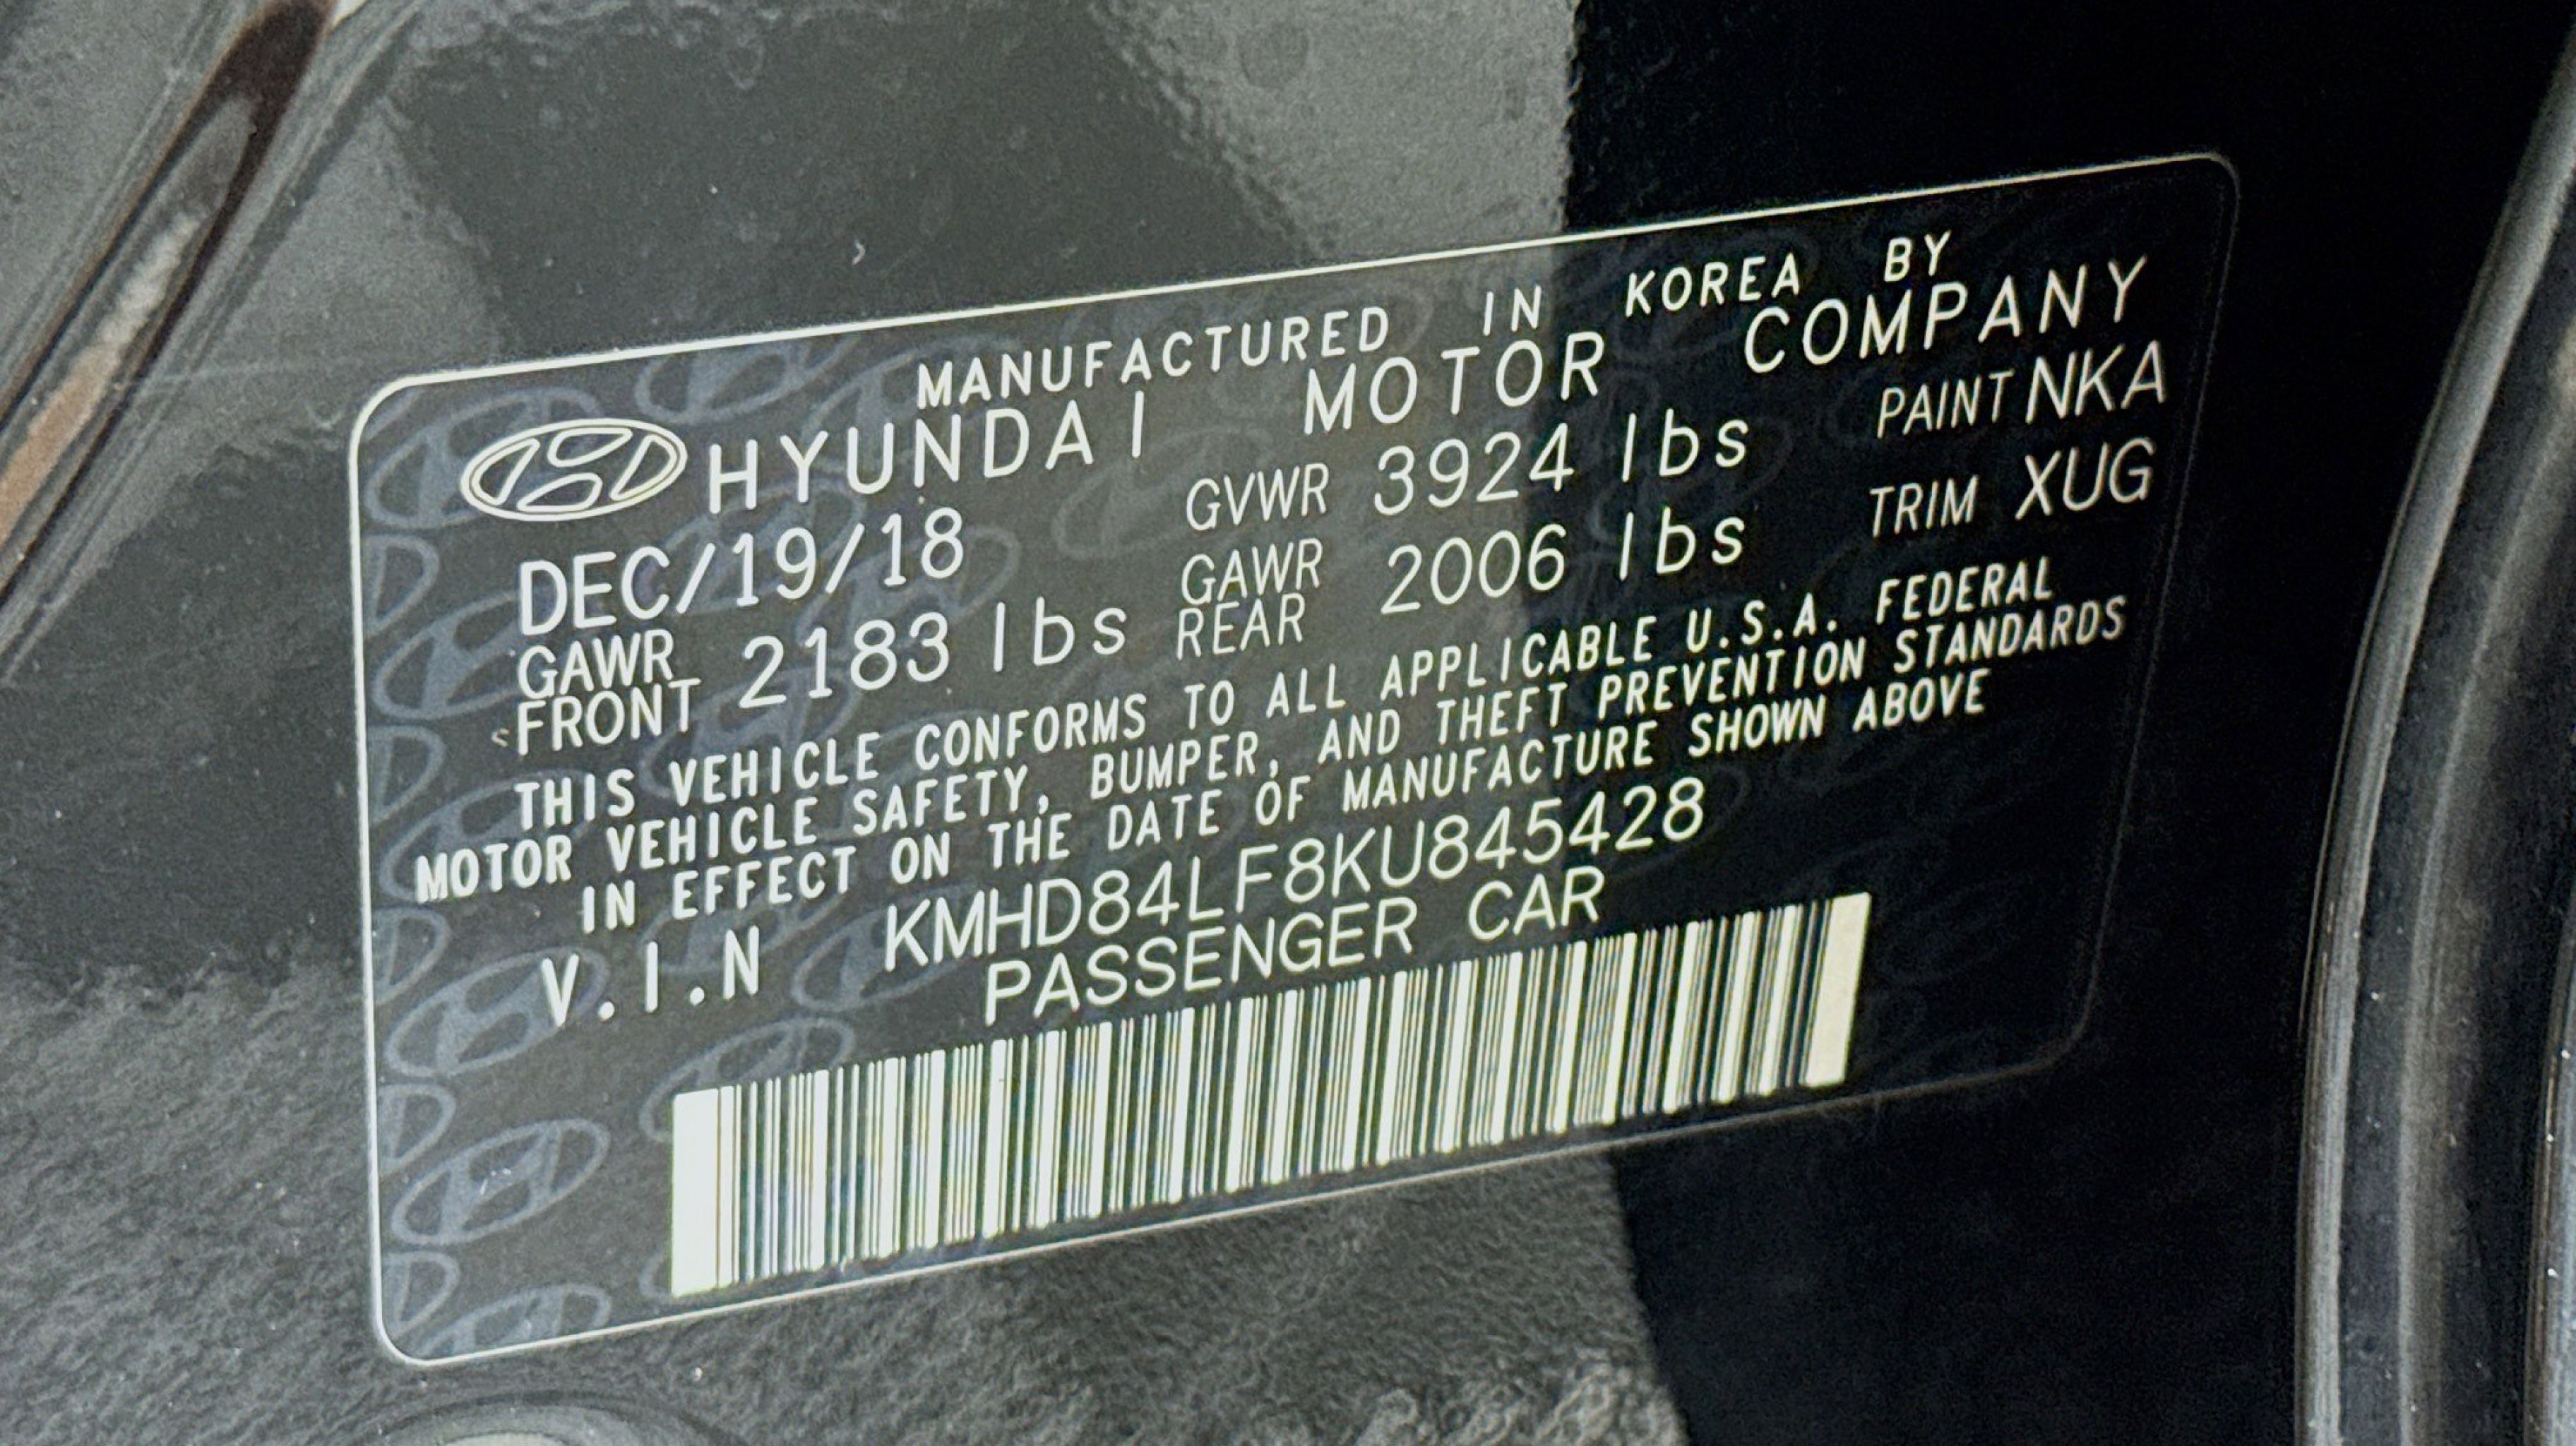 MANUFACTURED IN KOREA BY
HYUNDAI MOTOR COMPANY
DEC/19/18 GVWR 3924 lbs PAINT NKA
GAWR FRONT 2183 lbs GAWR REAR 2006 lbs TRIM XUG
THIS VEHICLE CONFORMS TO ALL APPLICABLE U.S.A. FEDERAL
MOTOR VEHICLE SAFETY, BUMPER, AND THEFT PREVENTION STANDARDS
IN EFFECT ON THE DATE OF MANUFACTURE SHOWN ABOVE
V.I.N KMHD84LF8KU845428
PASSENGER CAR